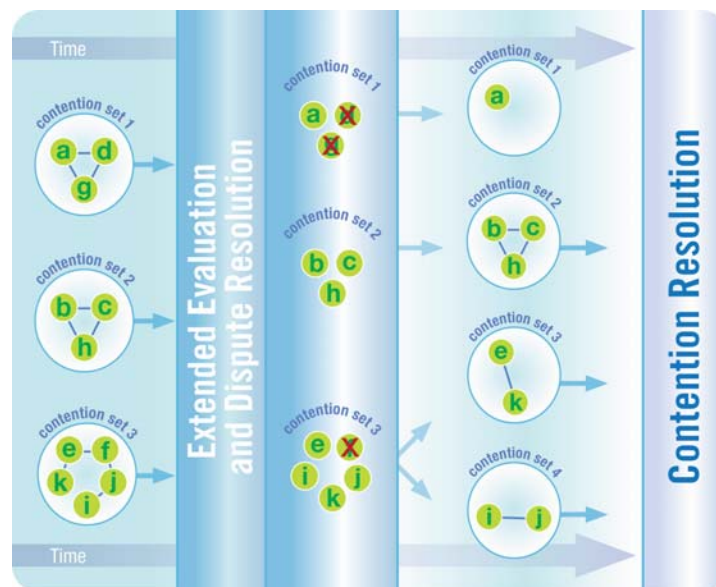 Time
contention set 1
a
d
g
contention set 2
b
c
h
contention set 3
e
f
k
j
i
Extended Evaluation
and Dispute Resolution
contention set 1
a
contention set 2
b
c
h
contention set 3
e
i
j
k
contention set 1
a
contention set 2
b
c
h
contention set 3
e
k
contention set 4
i
j
Contention Resolution
Time